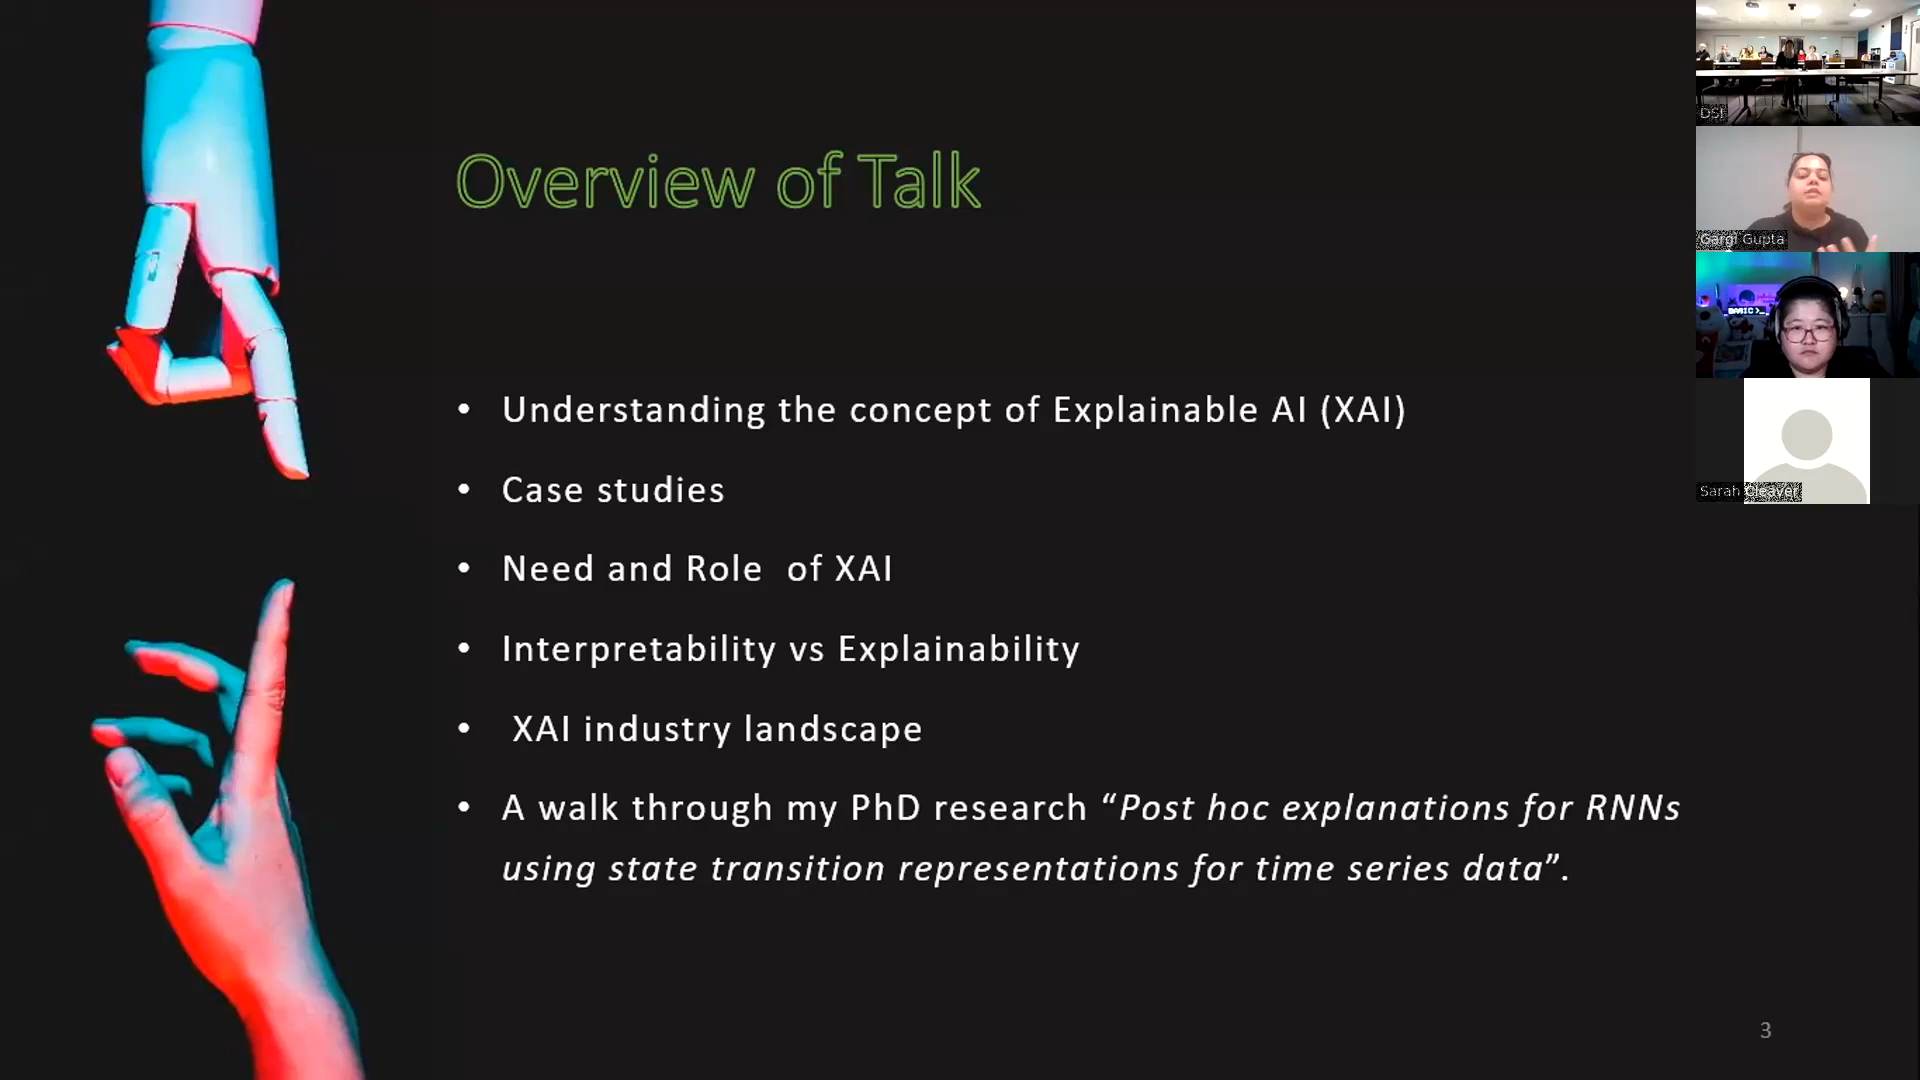 Overview of Talk
• Understanding the concept of Explainable AI (XAI)
• Case studies
• Need and Role of XAI
• Interpretability vs Explainability
• XAI industry landscape
• A walk through my PhD research “Post hoc explanations for RNNs
using state transition representations for time series data”.
3
DSI
Gargi Gupta
BASIC>_
Sarah Cleaver